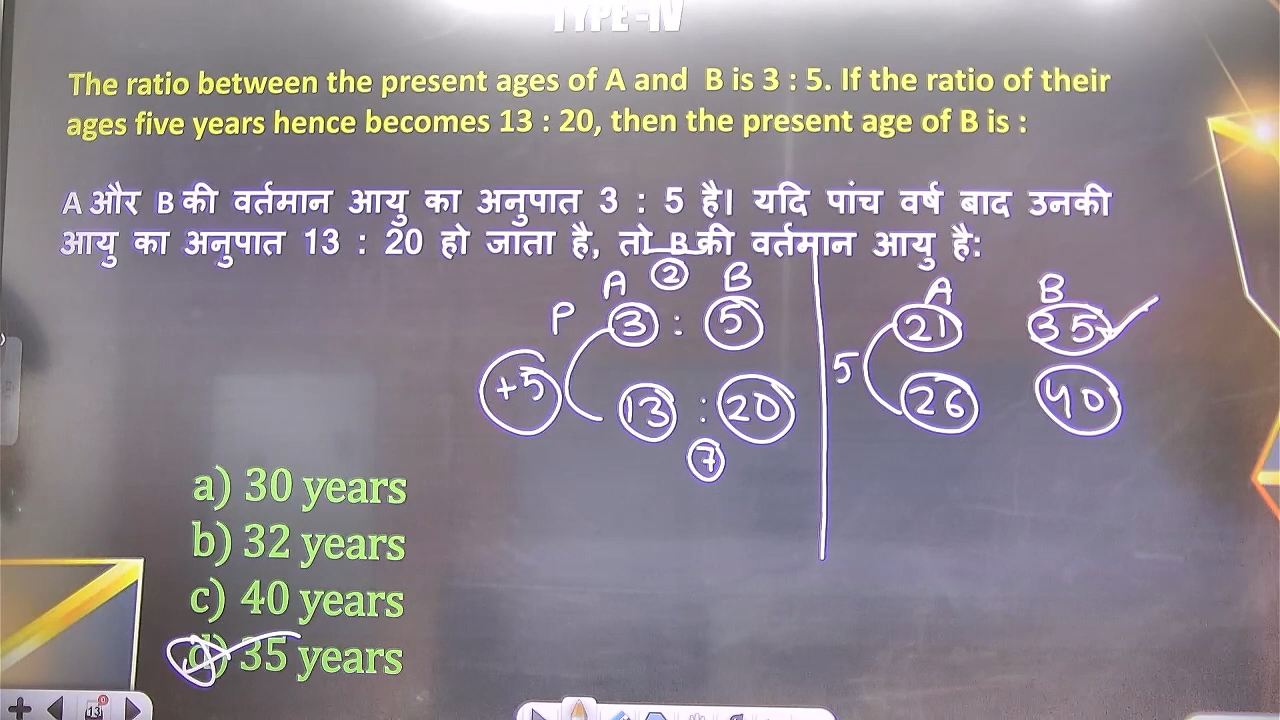 TYPE-IV
The ratio between the present ages of A and B is 3 : 5. If the ratio of their
ages five years hence becomes 13 : 20, then the present age of B is :
A और B की वर्तमान आयु का अनुपात 3 : 5 है। यदि पांच वर्ष बाद उनकी
आयु का अनुपात 13 : 20 हो जाता है, तो B की वर्तमान आयु है:
A 2 B
P 3 : 5
+5 13 : 20
7
A B
21 35
5
26 40
a) 30 years
b) 32 years
c) 40 years
d) 35 years
13